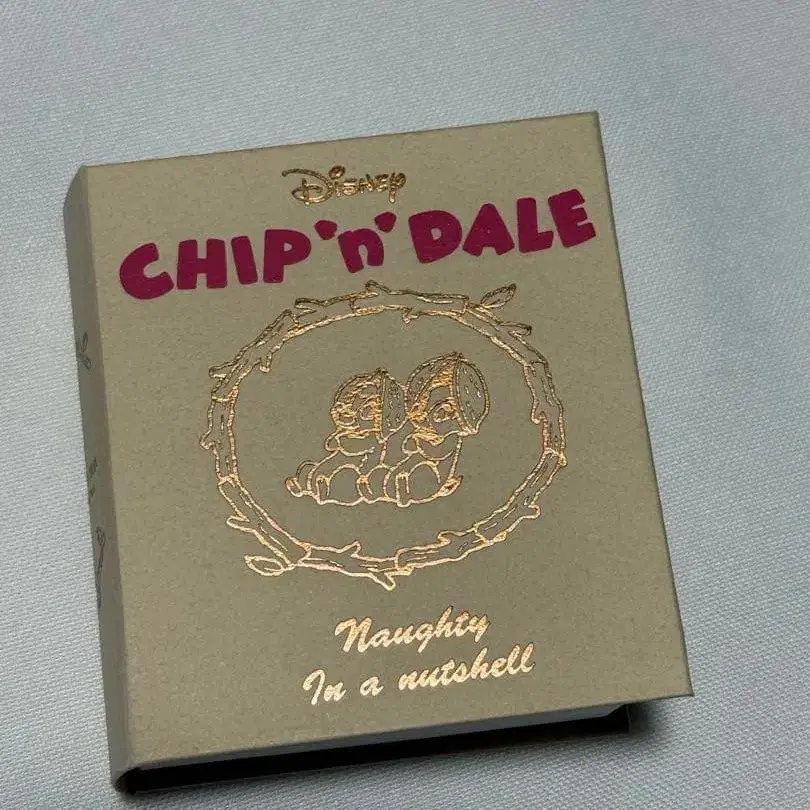 Disney
CHIP 'n' DALE
Naughty
In a nutshell